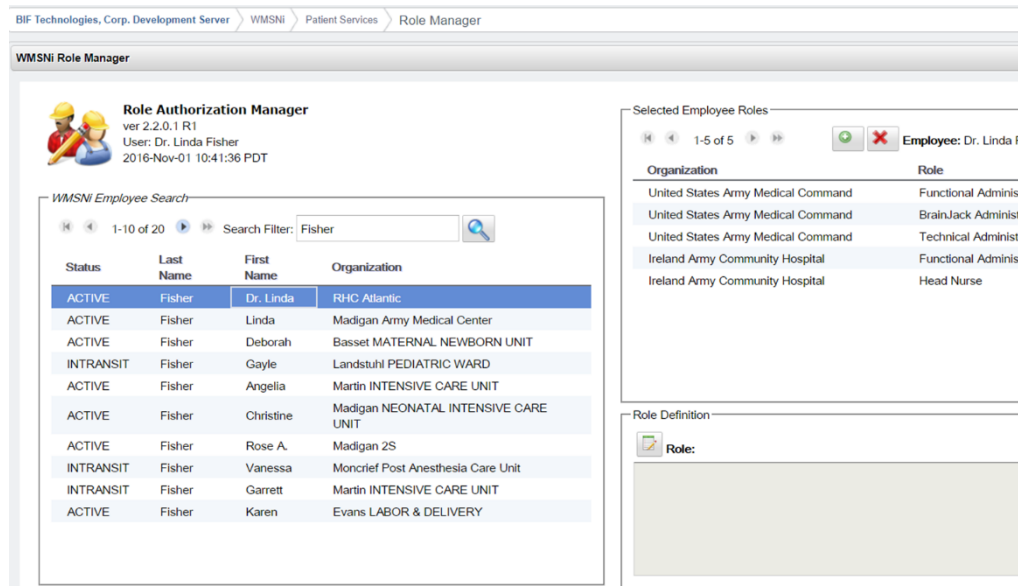 BIF Technologies, Corp. Development Server WMSNi Patient Services Role Manager
WMSNi Role Manager
Role Authorization Manager
ver 2.2.0.1 R1
User: Dr. Linda Fisher
2016-Nov-01 10:41:36 PDT
WMSNi Employee Search
1-10 of 20 Search Filter: Fisher
Status Last Name First Name Organization
ACTIVE Fisher Dr. Linda RHC Atlantic
ACTIVE Fisher Linda Madigan Army Medical Center
ACTIVE Fisher Deborah Basset MATERNAL NEWBORN UNIT
INTRANSIT Fisher Gayle Landstuhl PEDIATRIC WARD
ACTIVE Fisher Angelia Martin INTENSIVE CARE UNIT
ACTIVE Fisher Christine Madigan NEONATAL INTENSIVE CARE UNIT
ACTIVE Fisher Rose A. Madigan 2S
INTRANSIT Fisher Vanessa Moncrief Post Anesthesia Care Unit
INTRANSIT Fisher Garrett Martin INTENSIVE CARE UNIT
ACTIVE Fisher Karen Evans LABOR & DELIVERY
Selected Employee Roles
1-5 of 5 Employee: Dr. Linda F
Organization Role
United States Army Medical Command Functional Adminis
United States Army Medical Command BrainJack Administ
United States Army Medical Command Technical Administ
Ireland Army Community Hospital Functional Adminis
Ireland Army Community Hospital Head Nurse
Role Definition
Role: